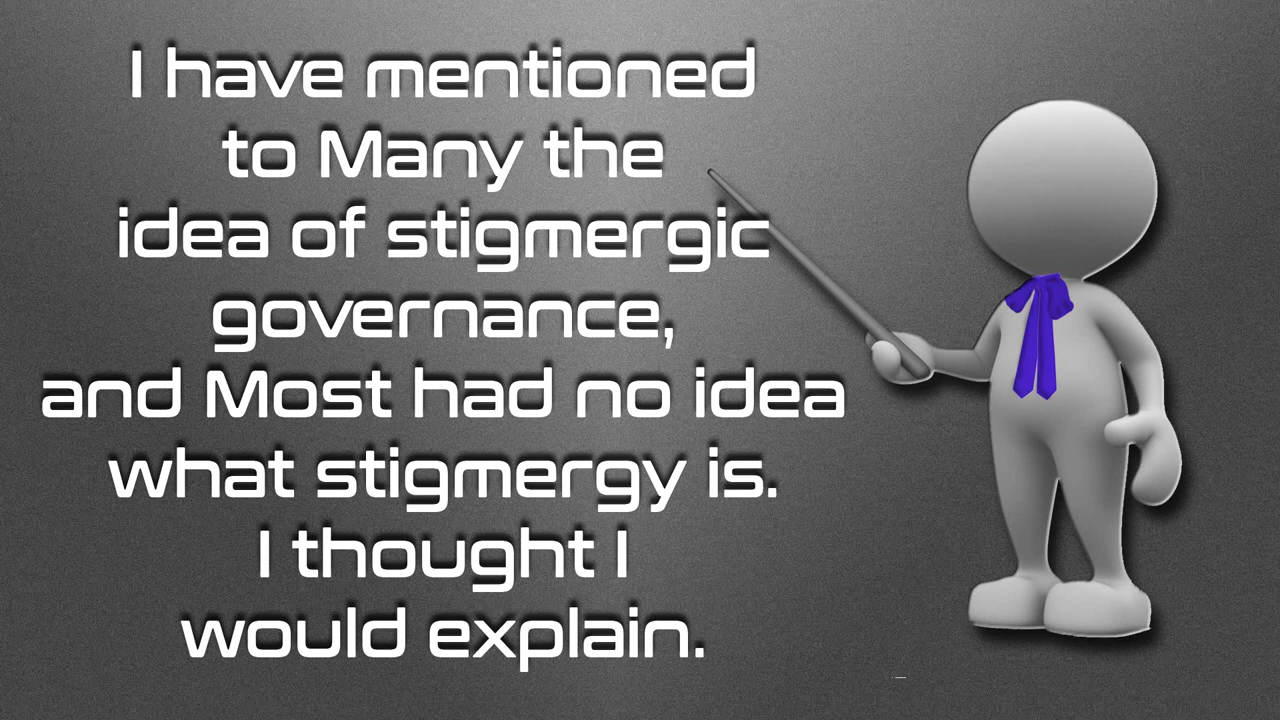 I have mentioned
to Many the
idea of stigmergic
governance,
and Most had no idea
what stigmergy is.
I thought I
would explain.